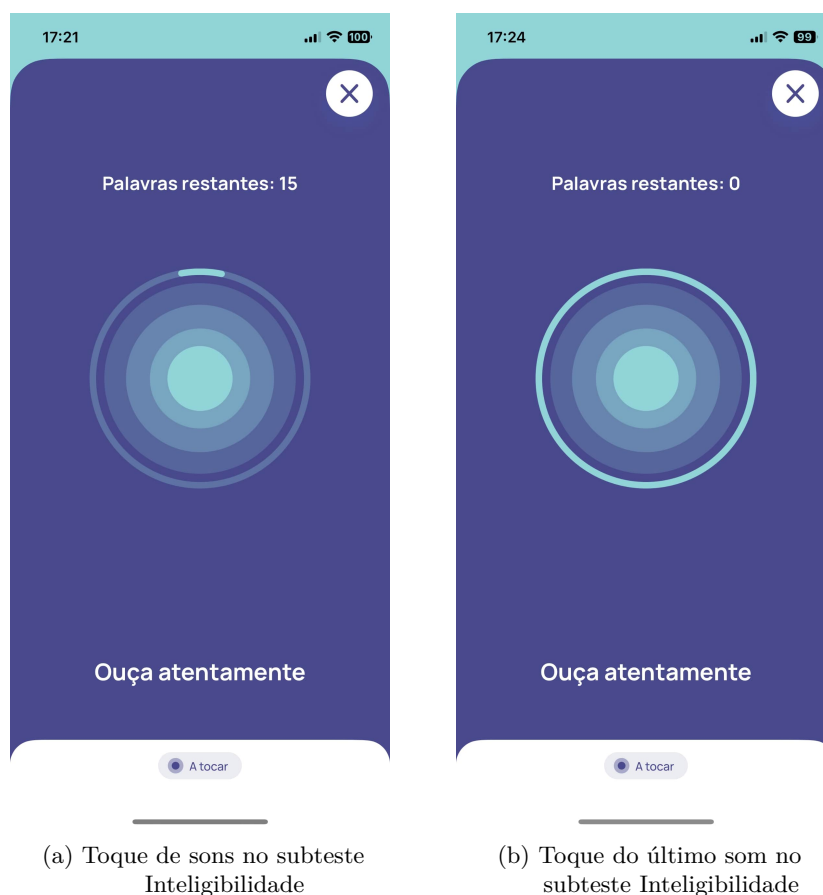 17:21
100
Palavras restantes: 15
Ouça atentamente
A tocar
(a) Toque de sons no subteste
Inteligibilidade
17:24
99
Palavras restantes: 0
Ouça atentamente
A tocar
(b) Toque do último som no
subteste Inteligibilidade